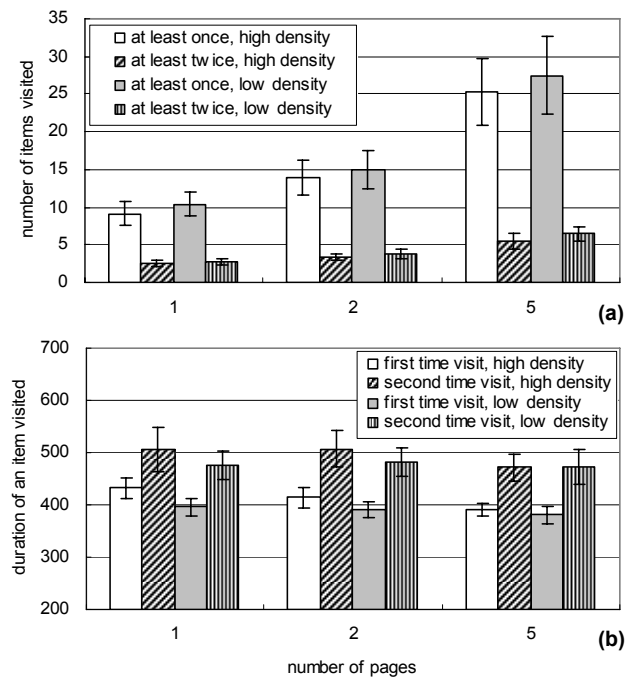 35
30
25
20
15
10
5
0
number of items visited
at least once, high density
at least twice, high density
at least once, low density
at least twice, low density
1 2 5
(a)
700
600
500
400
300
200
duration of an item visited
first time visit, high density
second time visit, high density
first time visit, low density
second time visit, low density
1 2 5
(b)
number of pages